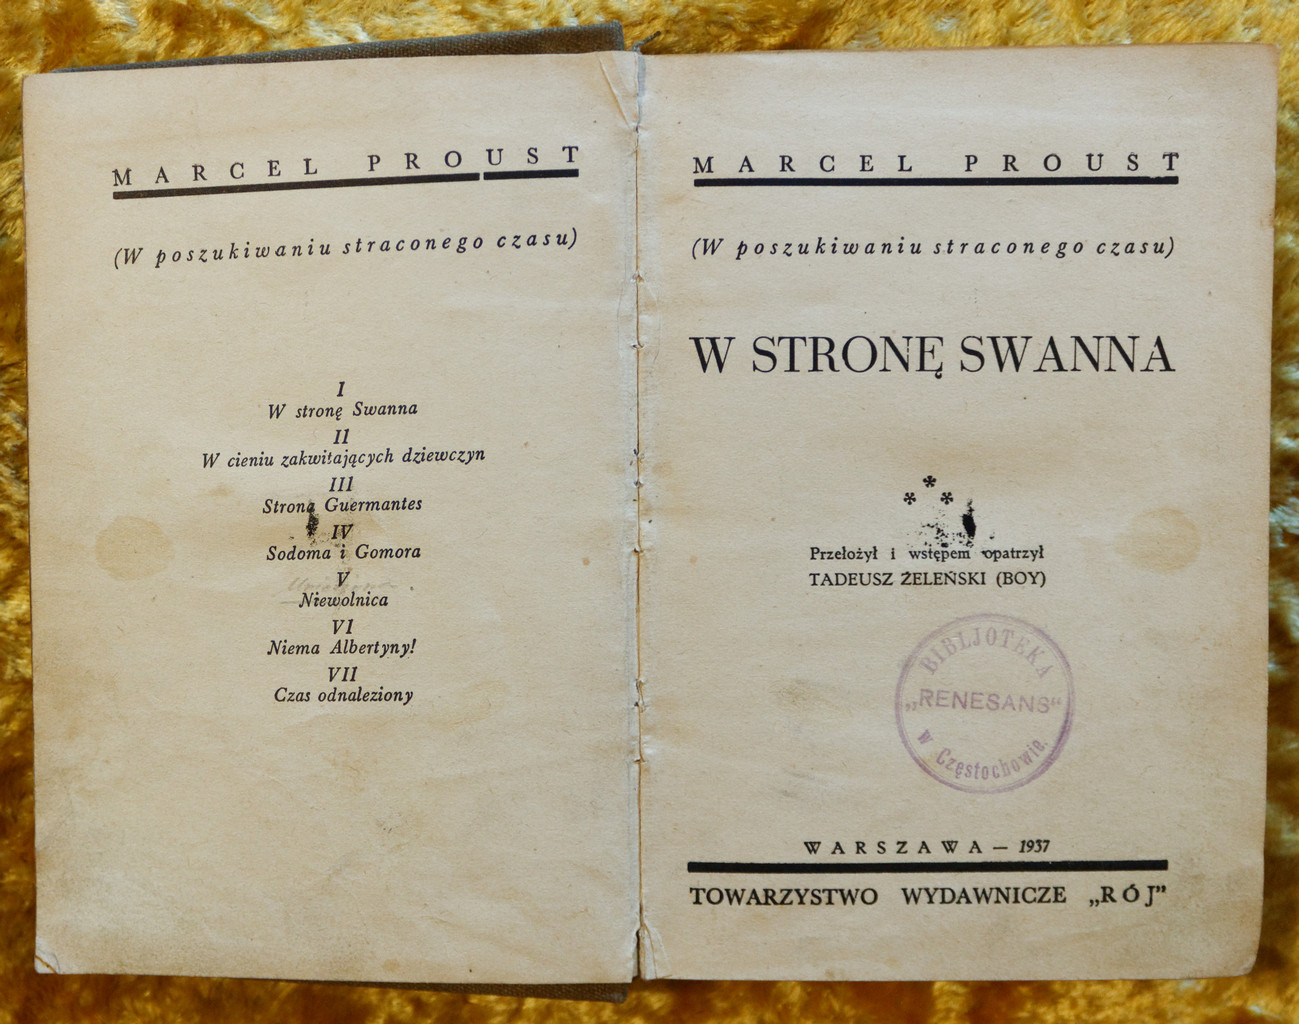 MARCEL PROUST
(W poszukiwaniu straconego czasu)
I
W stronę Swanna
II
W cieniu zakwitających dziewczyn
III
Strona Guermantes
IV
Sodoma i Gomora
V
Niewolnica
VI
Niema Albertyny!
VII
Czas odnaleziony
MARCEL PROUST
(W poszukiwaniu straconego czasu)
W STRONĘ SWANNA
* * *
Przełożył i wstępem opatrzył
TADEUSZ ŻELEŃSKI (BOY)
BIBLJOTEKA
„RENESANS“
w Częstochowie.
WARSZAWA — 1937
TOWARZYSTWO WYDAWNICZE „RÓJ”